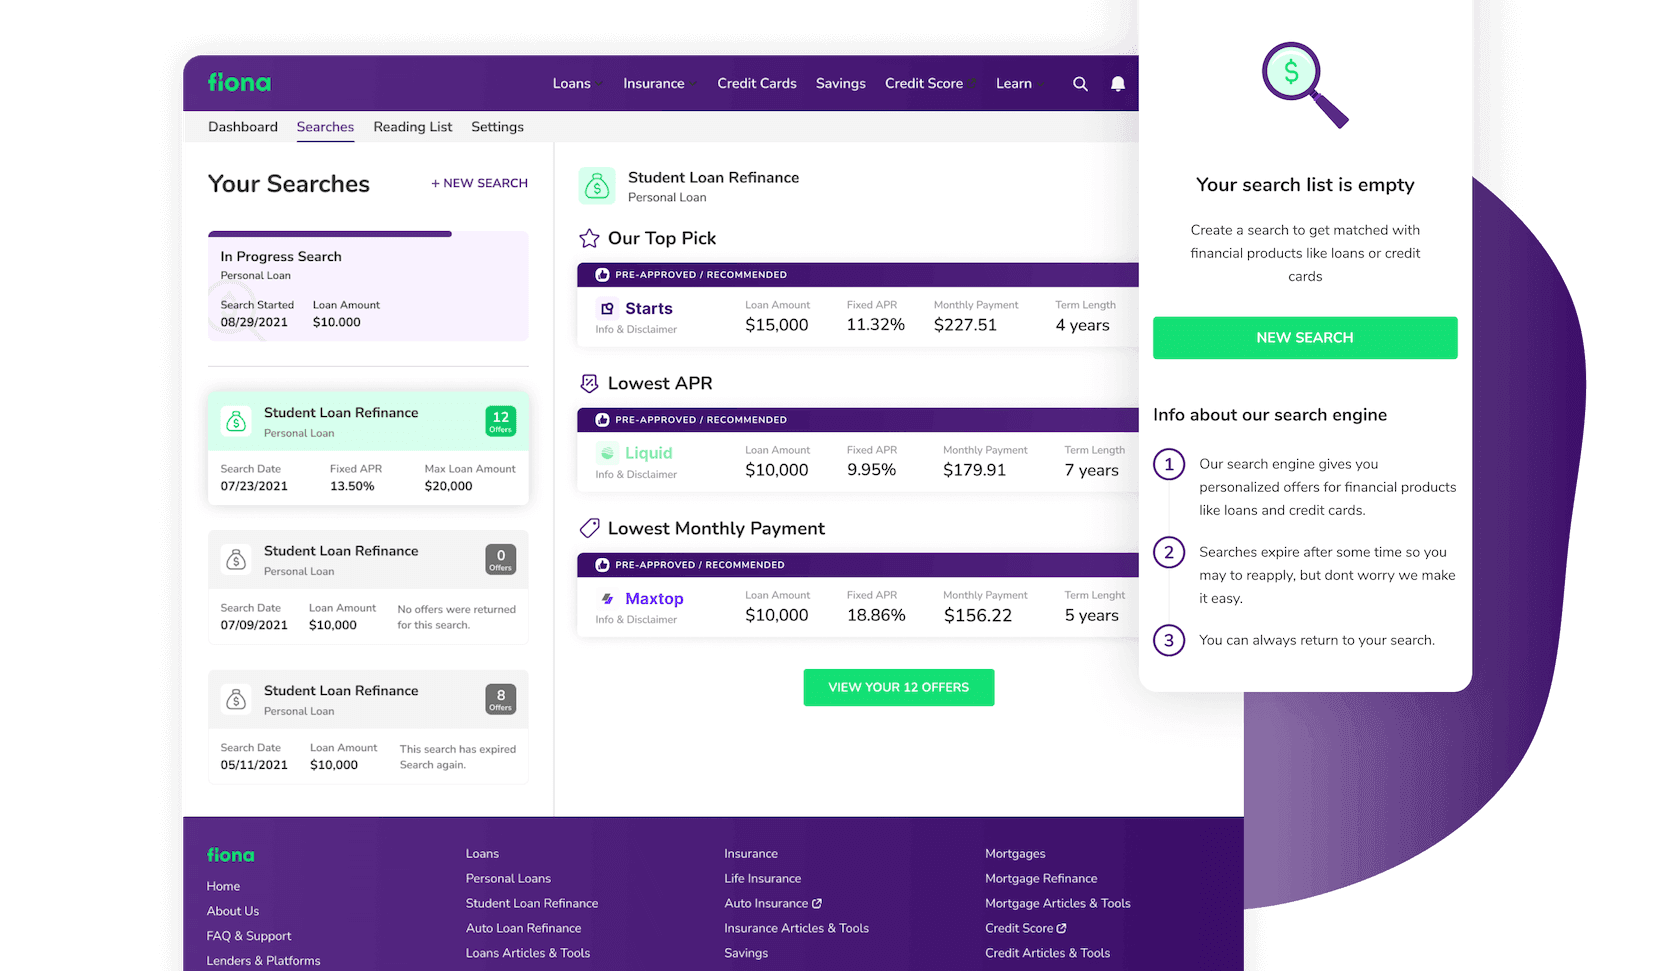 fiona
Loans
Insurance
Credit Cards
Savings
Credit Score
Learn
Dashboard
Searches
Reading List
Settings
Your Searches
+ NEW SEARCH
In Progress Search
Personal Loan
Search Started
Loan Amount
08/29/2021
$10.000
Student Loan Refinance
Personal Loan
12
Offers
Search Date
Fixed APR
Max Loan Amount
07/23/2021
13.50%
$20,000
Student Loan Refinance
Personal Loan
0
Offers
Search Date
Loan Amount
07/09/2021
$10,000
No offers were returned
for this search.
Student Loan Refinance
Personal Loan
8
Offers
Search Date
Loan Amount
05/11/2021
$10,000
This search has expired
Search again.
Student Loan Refinance
Personal Loan
Our Top Pick
PRE-APPROVED / RECOMMENDED
Starts
Info & Disclaimer
Loan Amount
$15,000
Fixed APR
11.32%
Monthly Payment
$227.51
Term Length
4 years
Lowest APR
PRE-APPROVED / RECOMMENDED
Liquid
Info & Disclaimer
Loan Amount
$10,000
Fixed APR
9.95%
Monthly Payment
$179.91
Term Length
7 years
Lowest Monthly Payment
PRE-APPROVED / RECOMMENDED
Maxtop
Info & Disclaimer
Loan Amount
$10,000
Fixed APR
18.86%
Monthly Payment
$156.22
Term Lenght
5 years
VIEW YOUR 12 OFFERS
$
Your search list is empty
Create a search to get matched with
financial products like loans or credit
cards
NEW SEARCH
Info about our search engine
1
Our search engine gives you
personalized offers for financial products
like loans and credit cards.
2
Searches expire after some time so you
may to reapply, but dont worry we make
it easy.
3
You can always return to your search.
fiona
Home
About Us
FAQ & Support
Lenders & Platforms
Loans
Personal Loans
Student Loan Refinance
Auto Loan Refinance
Loans Articles & Tools
Insurance
Life Insurance
Auto Insurance
Insurance Articles & Tools
Savings
Mortgages
Mortgage Refinance
Mortgage Articles & Tools
Credit Score
Credit Articles & Tools